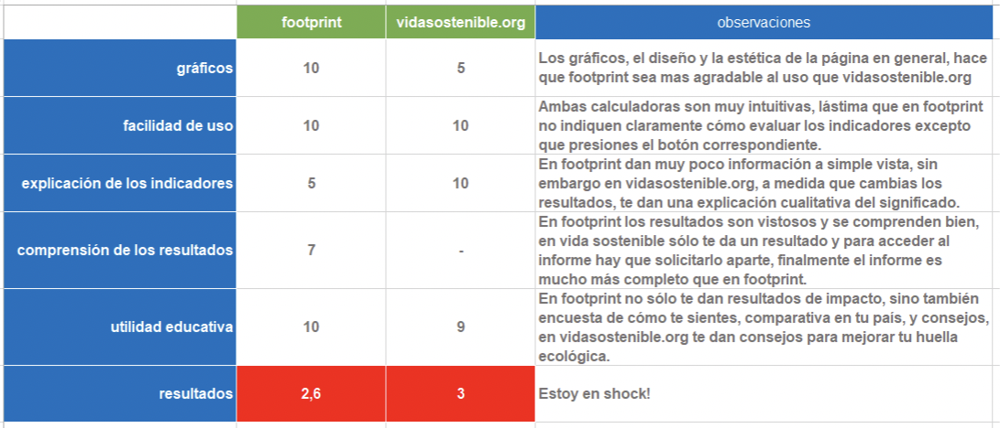 footprint vidasostenible.org observaciones
gráficos 10 5
Los gráficos, el diseño y la estética de la página en general, hace
que footprint sea mas agradable al uso que vidasostenible.org
facilidad de uso 10 10
Ambas calculadoras son muy intuitivas, lástima que en footprint
no indiquen claramente cómo evaluar los indicadores excepto
que presiones el botón correspondiente.
explicación de los indicadores 5 10
En footprint dan muy poco información a simple vista, sin
embargo en vidasostenible.org, a medida que cambias los
resultados, te dan una explicación cualitativa del significado.
comprensión de los resultados 7 -
En footprint los resultados son vistosos y se comprenden bien,
en vida sostenible sólo te da un resultado y para acceder al
informe hay que solicitarlo aparte, finalmente el informe es
mucho más completo que en footprint.
utilidad educativa 10 9
En footprint no sólo te dan resultados de impacto, sino también
encuesta de cómo te sientes, comparativa en tu país, y consejos,
en vidasostenible.org te dan consejos para mejorar tu huella
ecológica.
resultados 2,6 3 Estoy en shock!